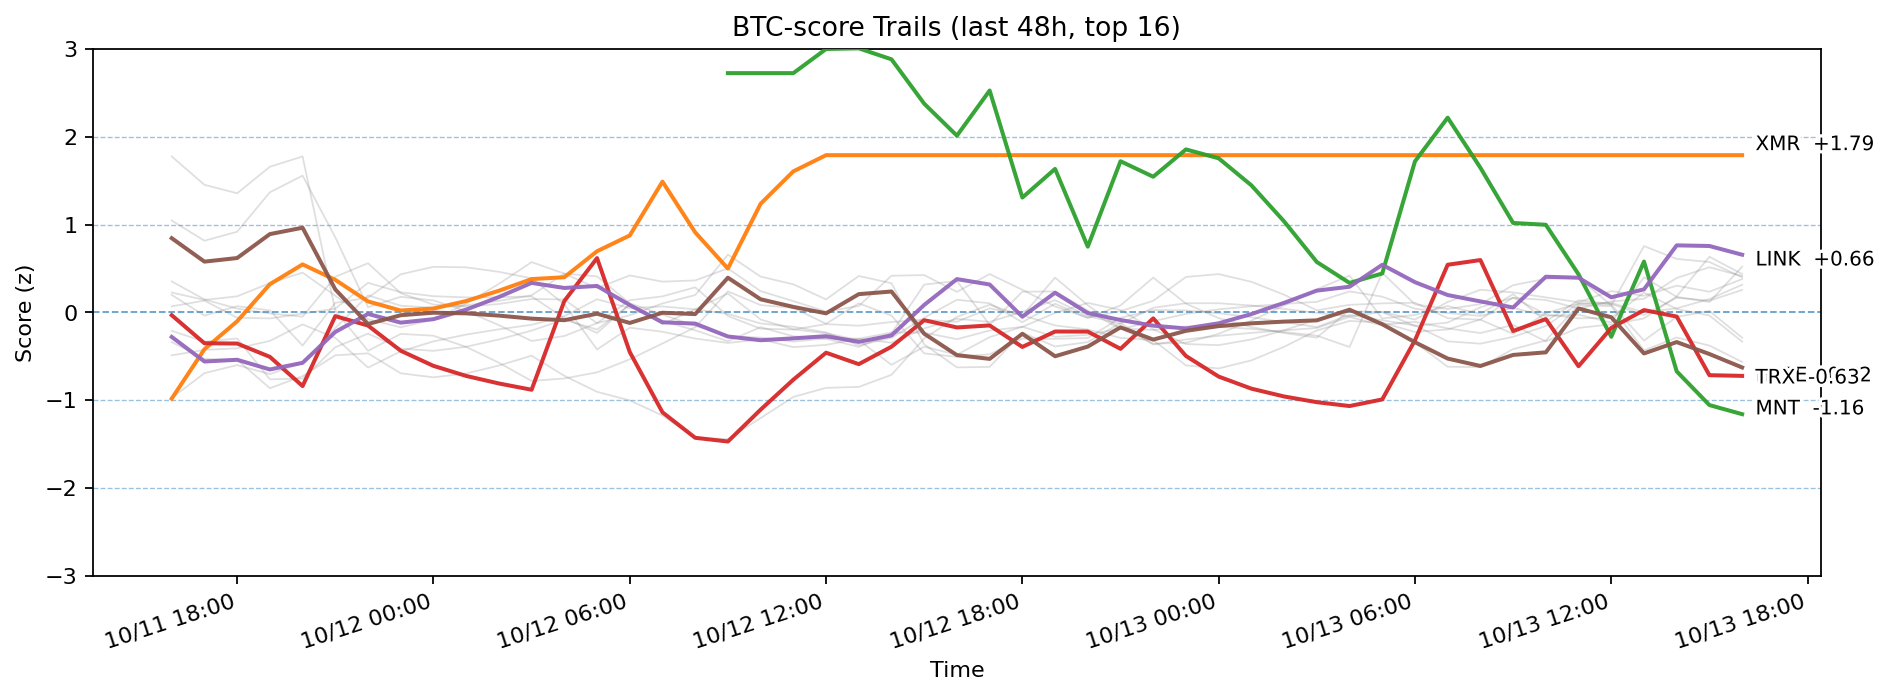 BTC-score Trails (last 48h, top 16)
Score (z)
3
2
1
0
−1
−2
−3
XMR +1.79
LINK +0.66
MNT -1.16
10/11 18:00
10/12 00:00
10/12 06:00
10/12 12:00
10/12 18:00
10/13 00:00
10/13 06:00
10/13 12:00
10/13 18:00
Time